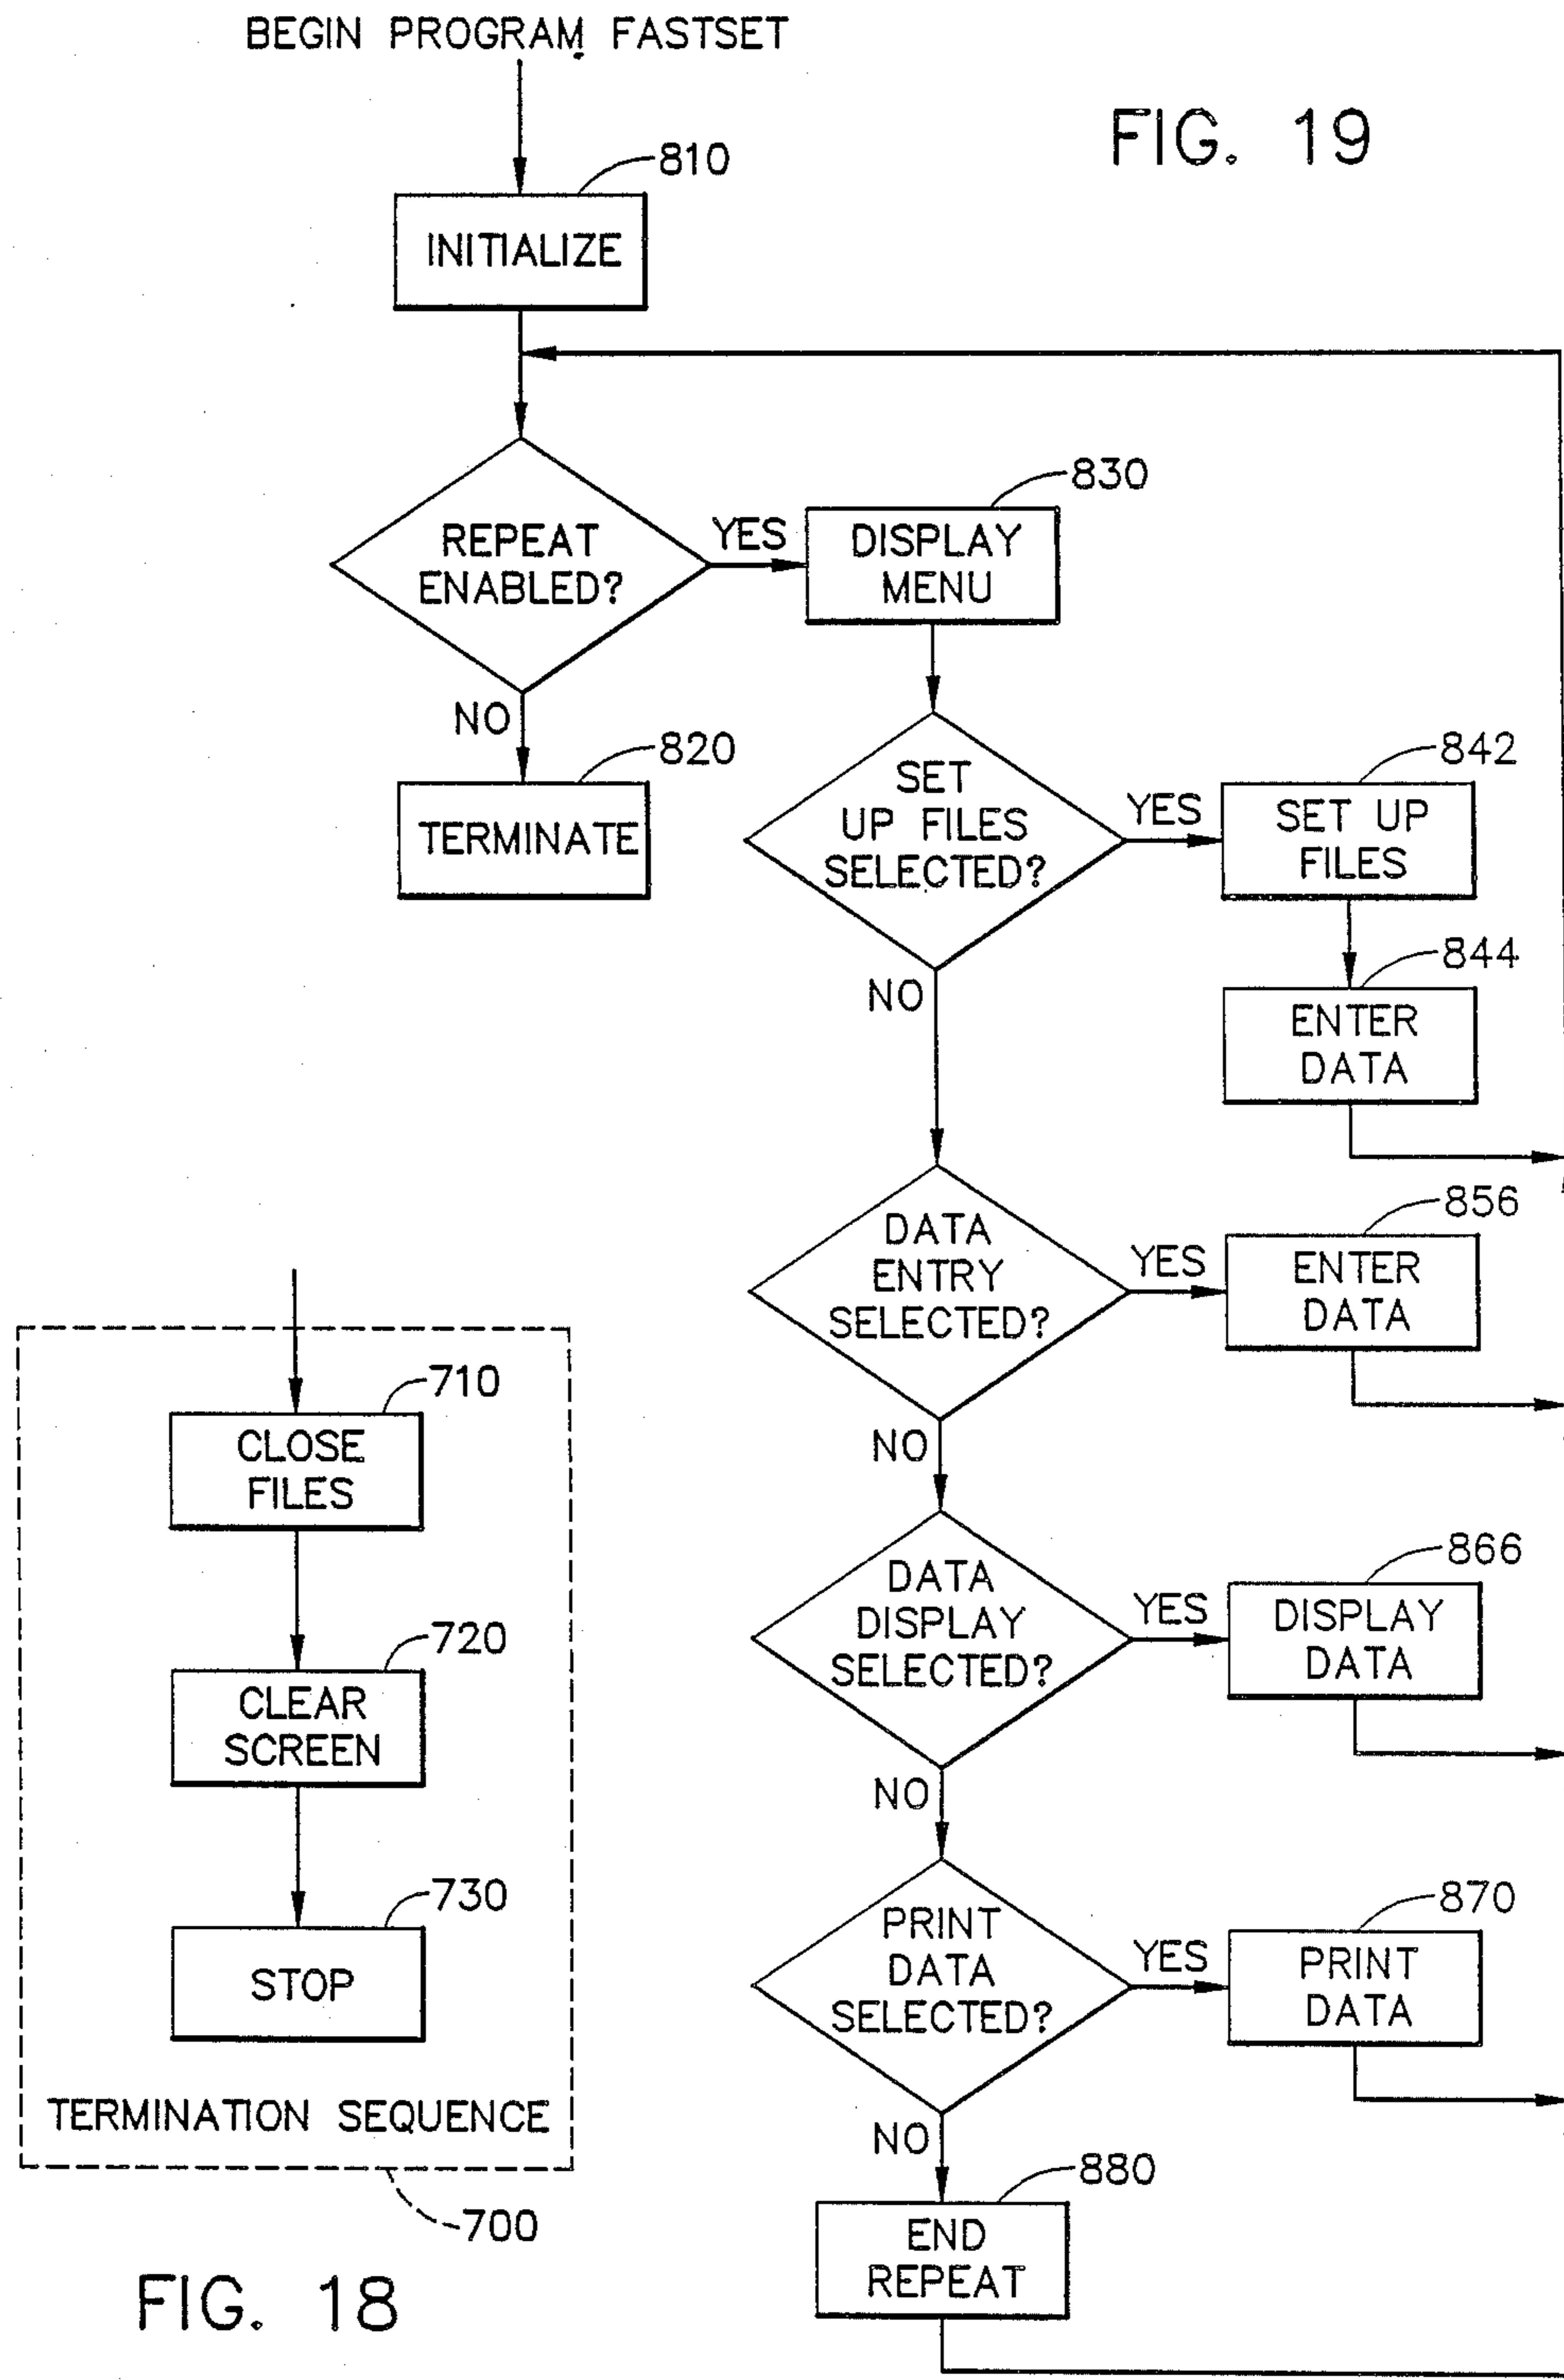 BEGIN PROGRAM FASTSET
FIG. 19
810
INITIALIZE
REPEAT
ENABLED?
YES
NO
830
DISPLAY
MENU
820
TERMINATE
SET
UP FILES
SELECTED?
YES
NO
842
SET UP
FILES
844
ENTER
DATA
DATA
ENTRY
SELECTED?
YES
NO
856
ENTER
DATA
DATA
DISPLAY
SELECTED?
YES
NO
866
DISPLAY
DATA
PRINT
DATA
SELECTED?
YES
NO
870
PRINT
DATA
880
END
REPEAT
710
CLOSE
FILES
720
CLEAR
SCREEN
730
STOP
TERMINATION SEQUENCE
700
FIG. 18